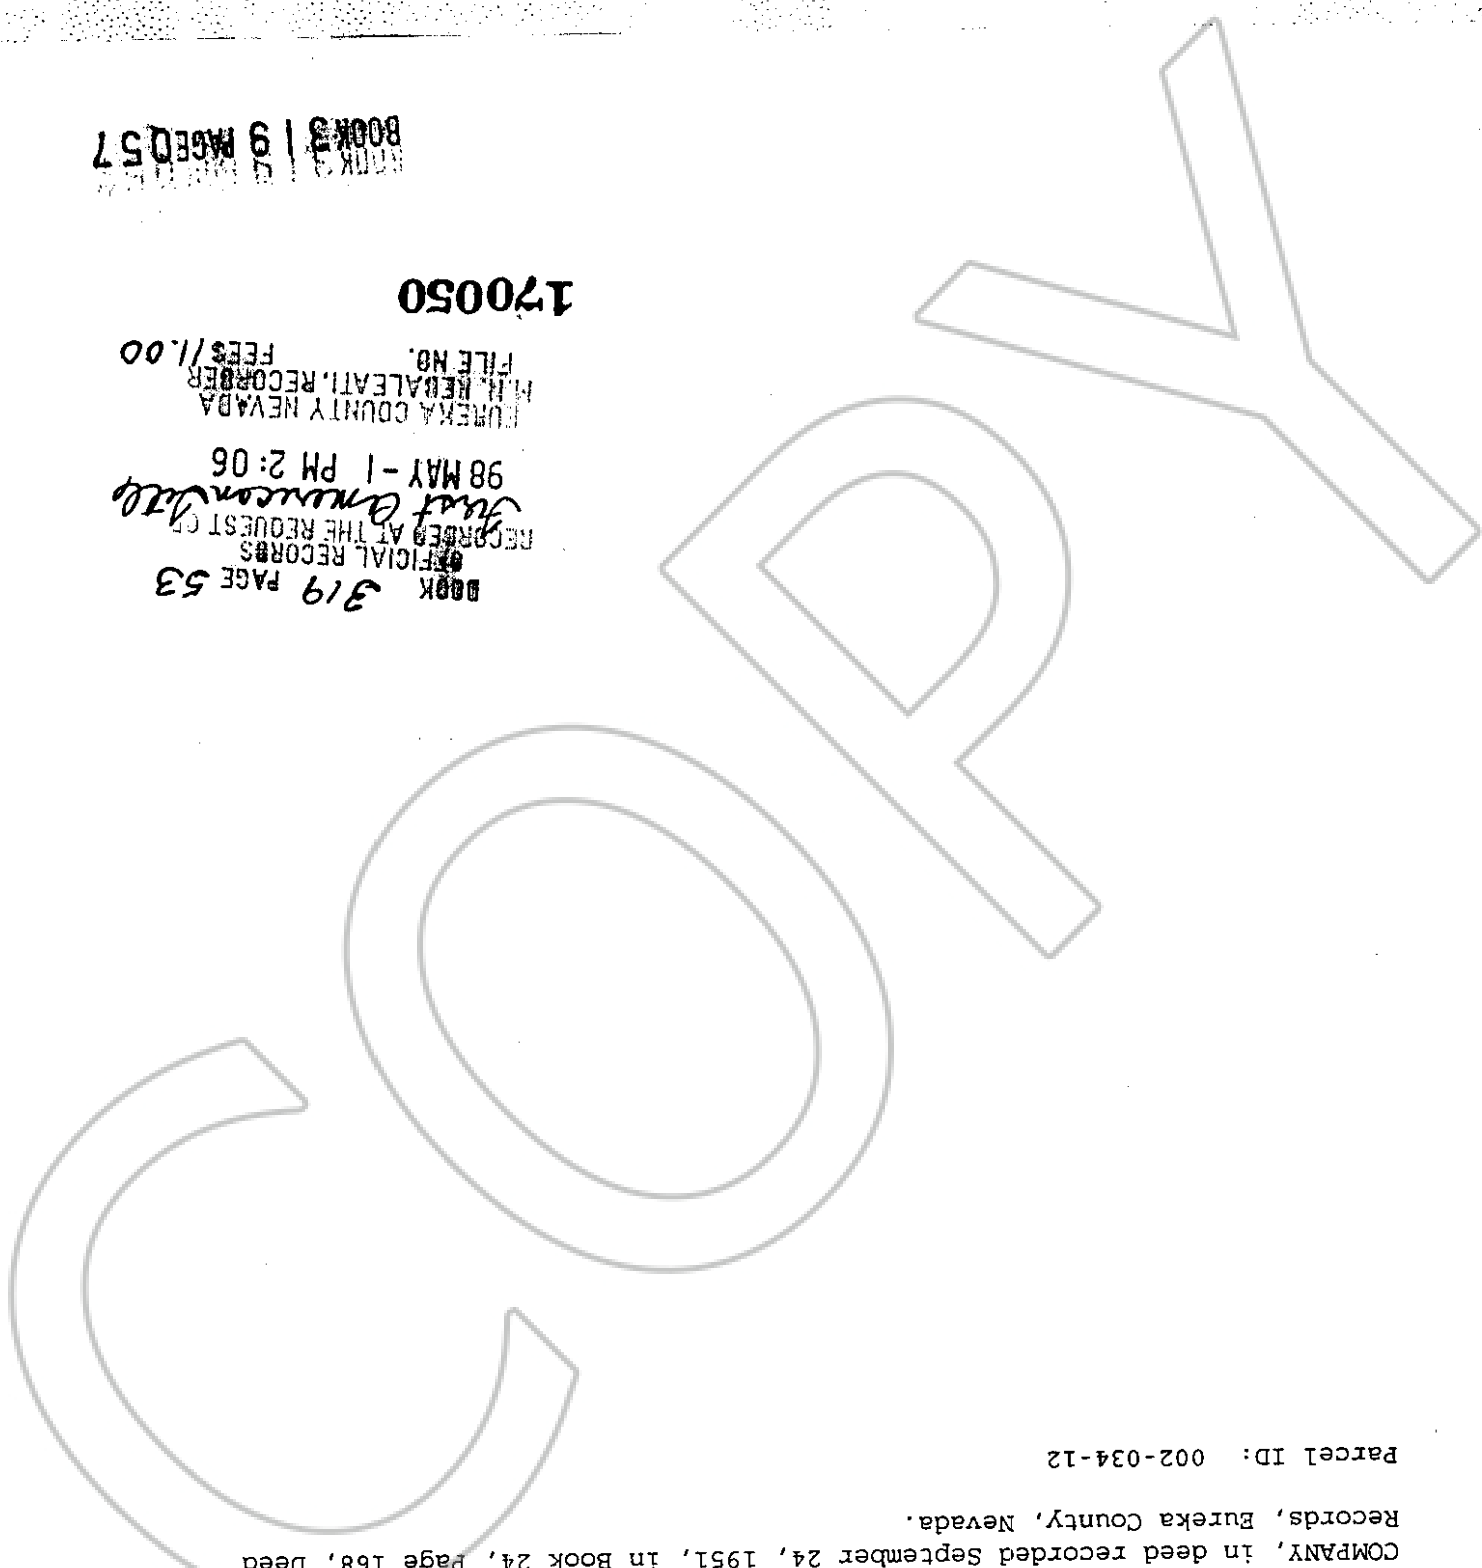 COMPANY, in deed recorded September 24, 1951, in Book 24, Page 168, Deed
Records, Eureka County, Nevada.
Parcel ID: 002-034-12
COPY
BOOK 319 PAGE 53
OFFICIAL RECORDS
RECORDED AT THE REQUEST OF
First American Title
98 MAY -1 PM 2:06
EUREKA COUNTY NEVADA
M.N. REBALEATI, RECORDER
FILE NO. FEES 11.00
170050
BOOK 319 PAGE 057